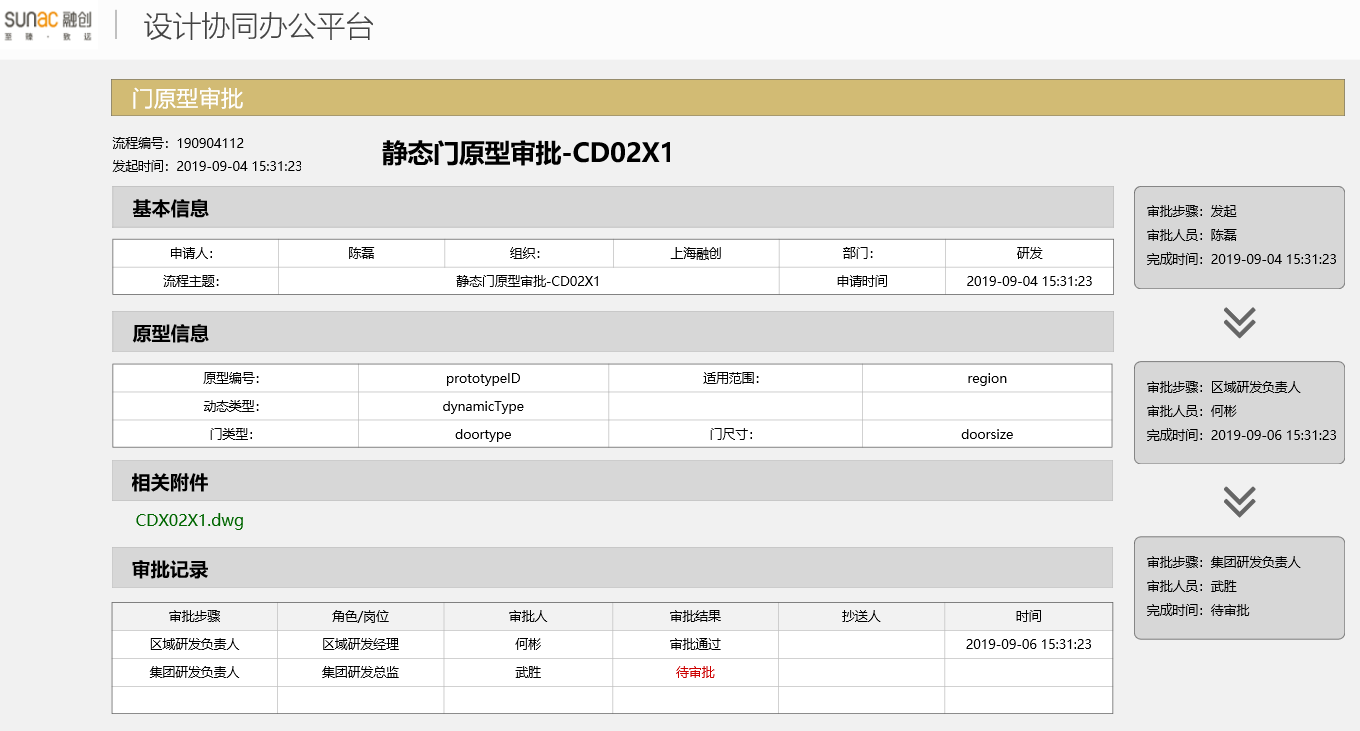 sunac 融创
至臻·致远
设计协同办公平台
门原型审批
流程编号：190904112
发起时间：2019-09-04 15:31:23
静态门原型审批-CD02X1
基本信息
申请人： 陈磊 组织： 上海融创 部门： 研发
流程主题： 静态门原型审批-CD02X1 申请时间 2019-09-04 15:31:23
原型信息
原型编号： prototypeID 适用范围： region
动态类型： dynamicType
门类型： doortype 门尺寸： doorsize
相关附件
CDX02X1.dwg
审批记录
审批步骤 角色/岗位 审批人 审批结果 抄送人 时间
区域研发负责人 区域研发经理 何彬 审批通过 2019-09-06 15:31:23
集团研发负责人 集团研发总监 武胜 待审批
审批步骤：发起
审批人员：陈磊
完成时间：2019-09-04 15:31:23
审批步骤：区域研发负责人
审批人员：何彬
完成时间：2019-09-06 15:31:23
审批步骤：集团研发负责人
审批人员：武胜
完成时间：待审批